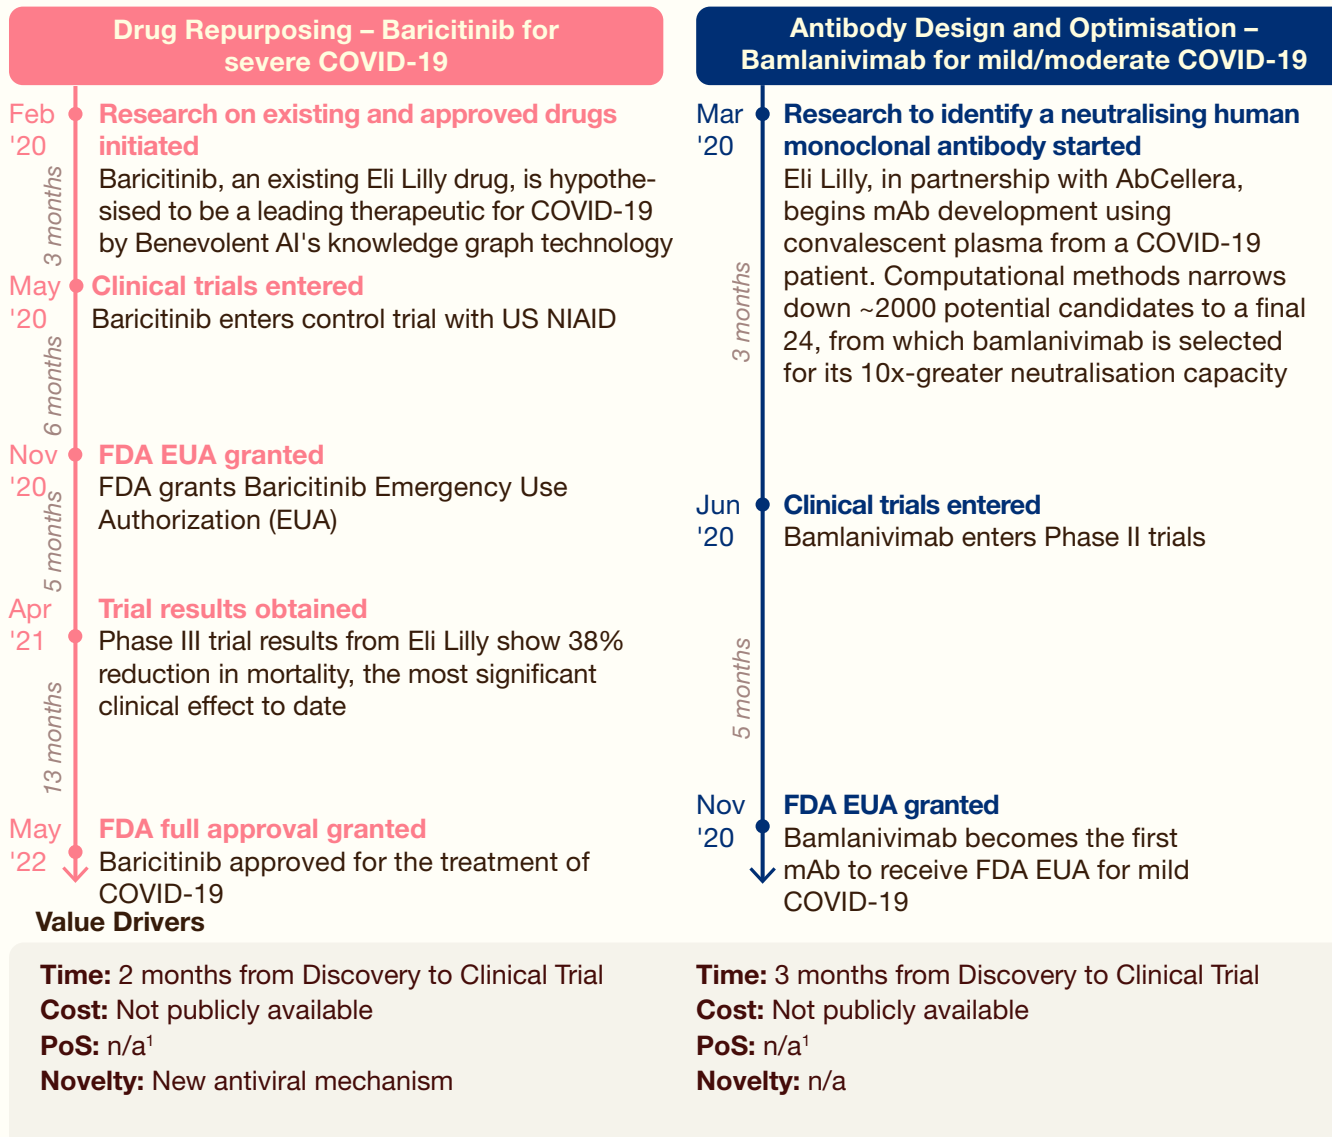 Drug Repurposing – Baricitinib for
severe COVID-19
Feb
'20
Research on existing and approved drugs
initiated
Baricitinib, an existing Eli Lilly drug, is hypothe-
sised to be a leading therapeutic for COVID-19
by Benevolent AI's knowledge graph technology
3 months
May
'20
Clinical trials entered
Baricitinib enters control trial with US NIAID
6 months
Nov
'20
FDA EUA granted
FDA grants Baricitinib Emergency Use
Authorization (EUA)
5 months
Apr
'21
Trial results obtained
Phase III trial results from Eli Lilly show 38%
reduction in mortality, the most significant
clinical effect to date
13 months
May
'22
FDA full approval granted
Baricitinib approved for the treatment of
COVID-19
Antibody Design and Optimisation –
Bamlanivimab for mild/moderate COVID-19
Mar
'20
Research to identify a neutralising human
monoclonal antibody started
Eli Lilly, in partnership with AbCellera,
begins mAb development using
convalescent plasma from a COVID-19
patient. Computational methods narrows
down ~2000 potential candidates to a final
24, from which bamlanivimab is selected
for its 10x-greater neutralisation capacity
3 months
Jun
'20
Clinical trials entered
Bamlanivimab enters Phase II trials
5 months
Nov
'20
FDA EUA granted
Bamlanivimab becomes the first
mAb to receive FDA EUA for mild
COVID-19
Value Drivers
Time: 2 months from Discovery to Clinical Trial
Cost: Not publicly available
PoS: n/a¹
Novelty: New antiviral mechanism
Time: 3 months from Discovery to Clinical Trial
Cost: Not publicly available
PoS: n/a¹
Novelty: n/a